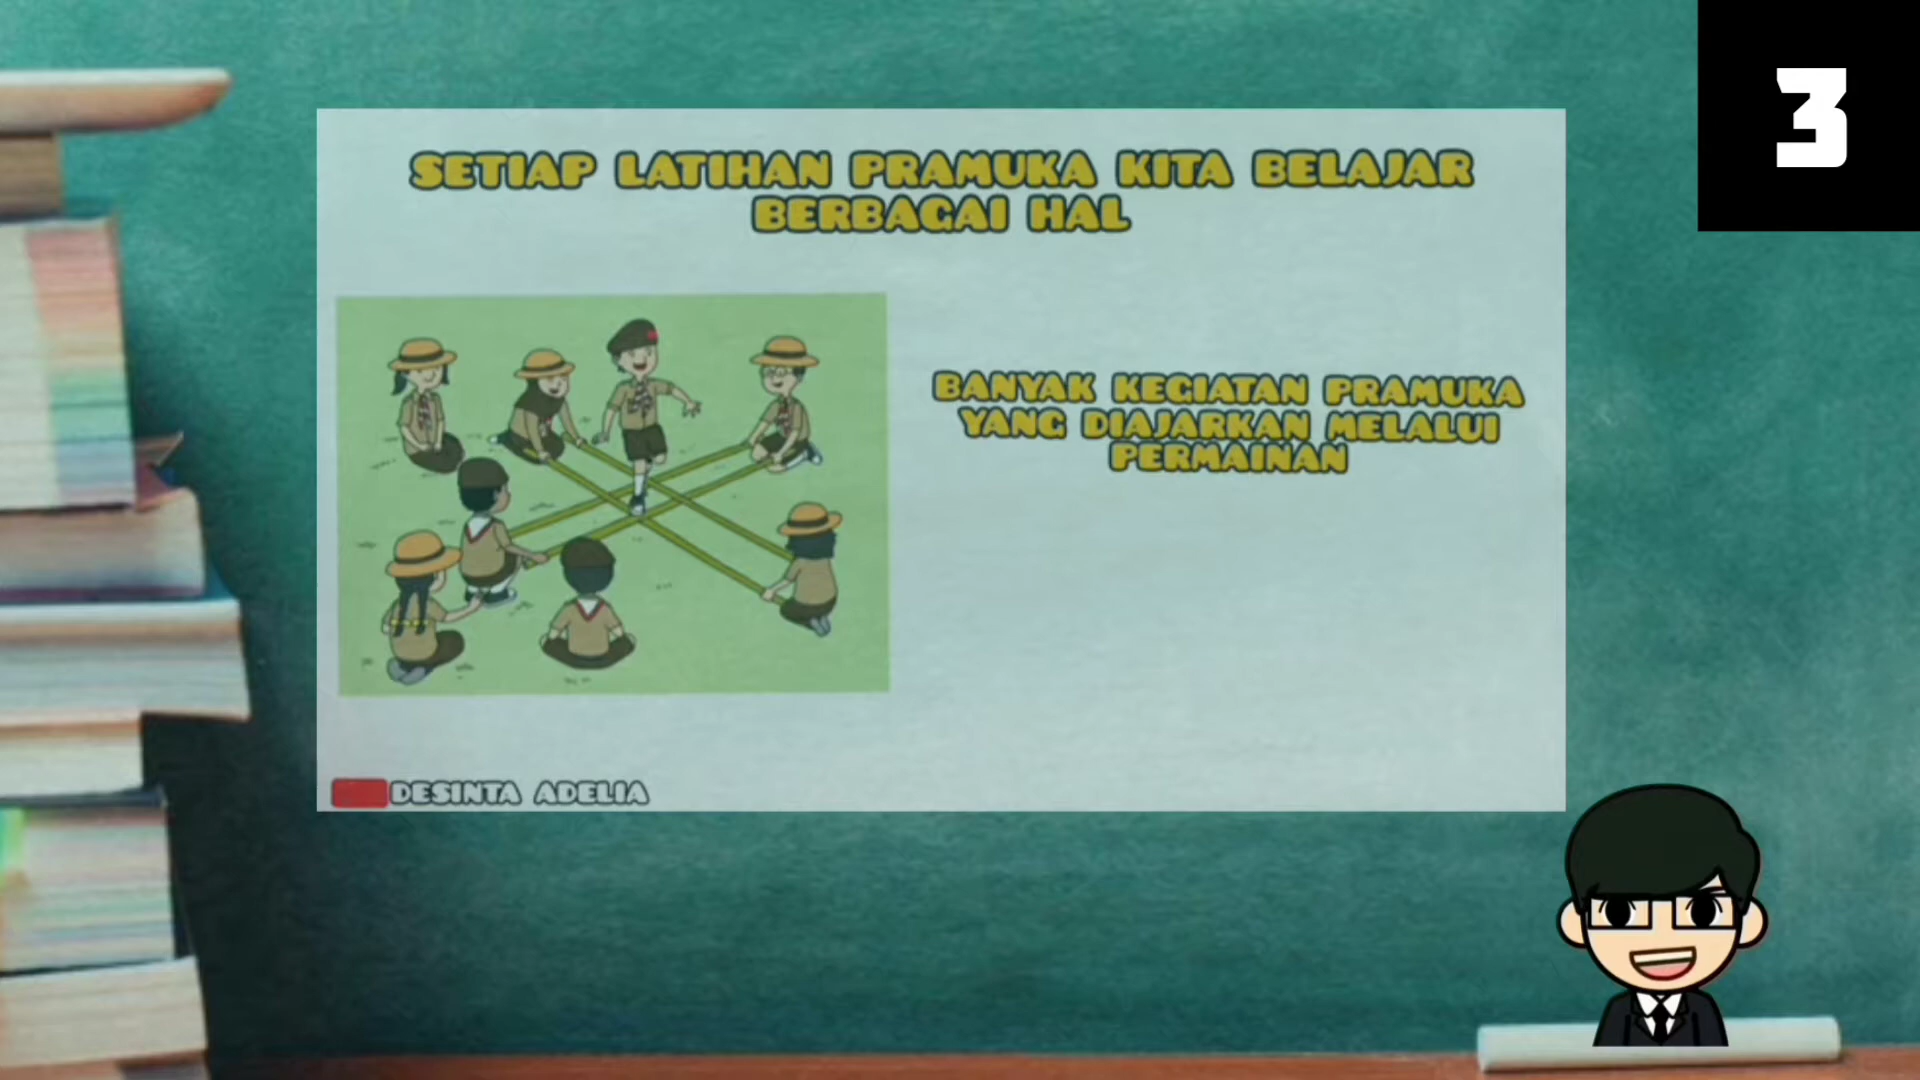 3
SETIAP LATIHAN PRAMUKA KITA BELAJAR
BERBAGAI HAL
BANYAK KEGIATAN PRAMUKA
YANG DIAJARKAN MELALUI
PERMAINAN
DESINTA ADELIA